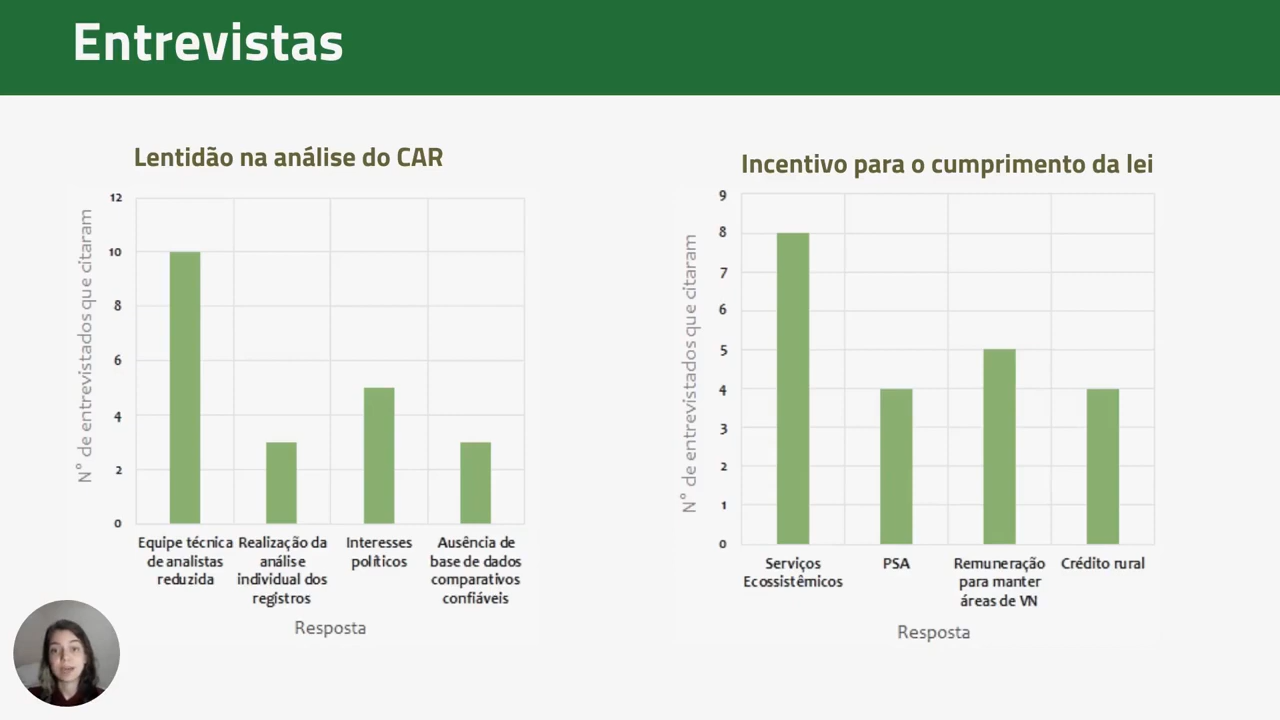 Entrevistas
Lentidão na análise do CAR
N° de entrevistados que citaram
12
10
8
6
4
2
0
Equipe técnica
de analistas
reduzida
Realização da
análise
individual dos
registros
Interesses
políticos
Ausência de
base de dados
comparativos
confiáveis
Resposta
Incentivo para o cumprimento da lei
N° de entrevistados que citaram
9
8
7
6
5
4
3
2
1
0
Serviços
Ecossistêmicos
PSA
Remuneração
para manter
áreas de VN
Crédito rural
Resposta